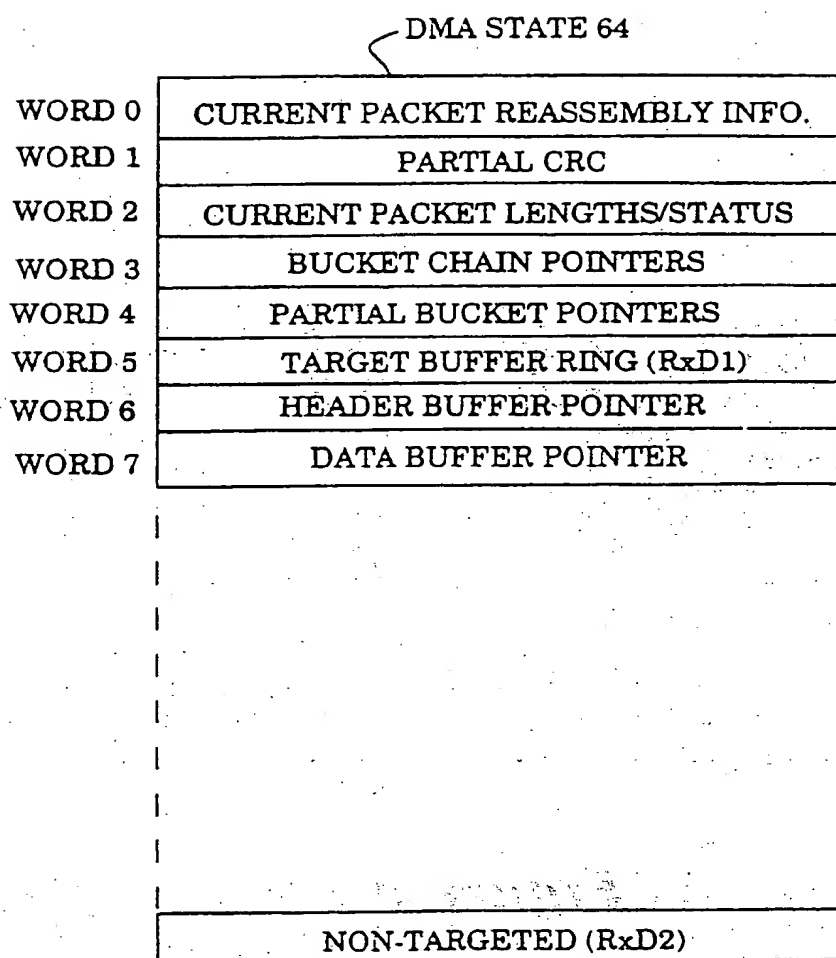 DMA STATE 64
WORD 0 CURRENT PACKET REASSEMBLY INFO.
WORD 1 PARTIAL CRC
WORD 2 CURRENT PACKET LENGTHS/STATUS
WORD 3 BUCKET CHAIN POINTERS
WORD 4 PARTIAL BUCKET POINTERS
WORD 5 TARGET BUFFER RING (RxD1)
WORD 6 HEADER BUFFER POINTER
WORD 7 DATA BUFFER POINTER
NON-TARGETED (RxD2)